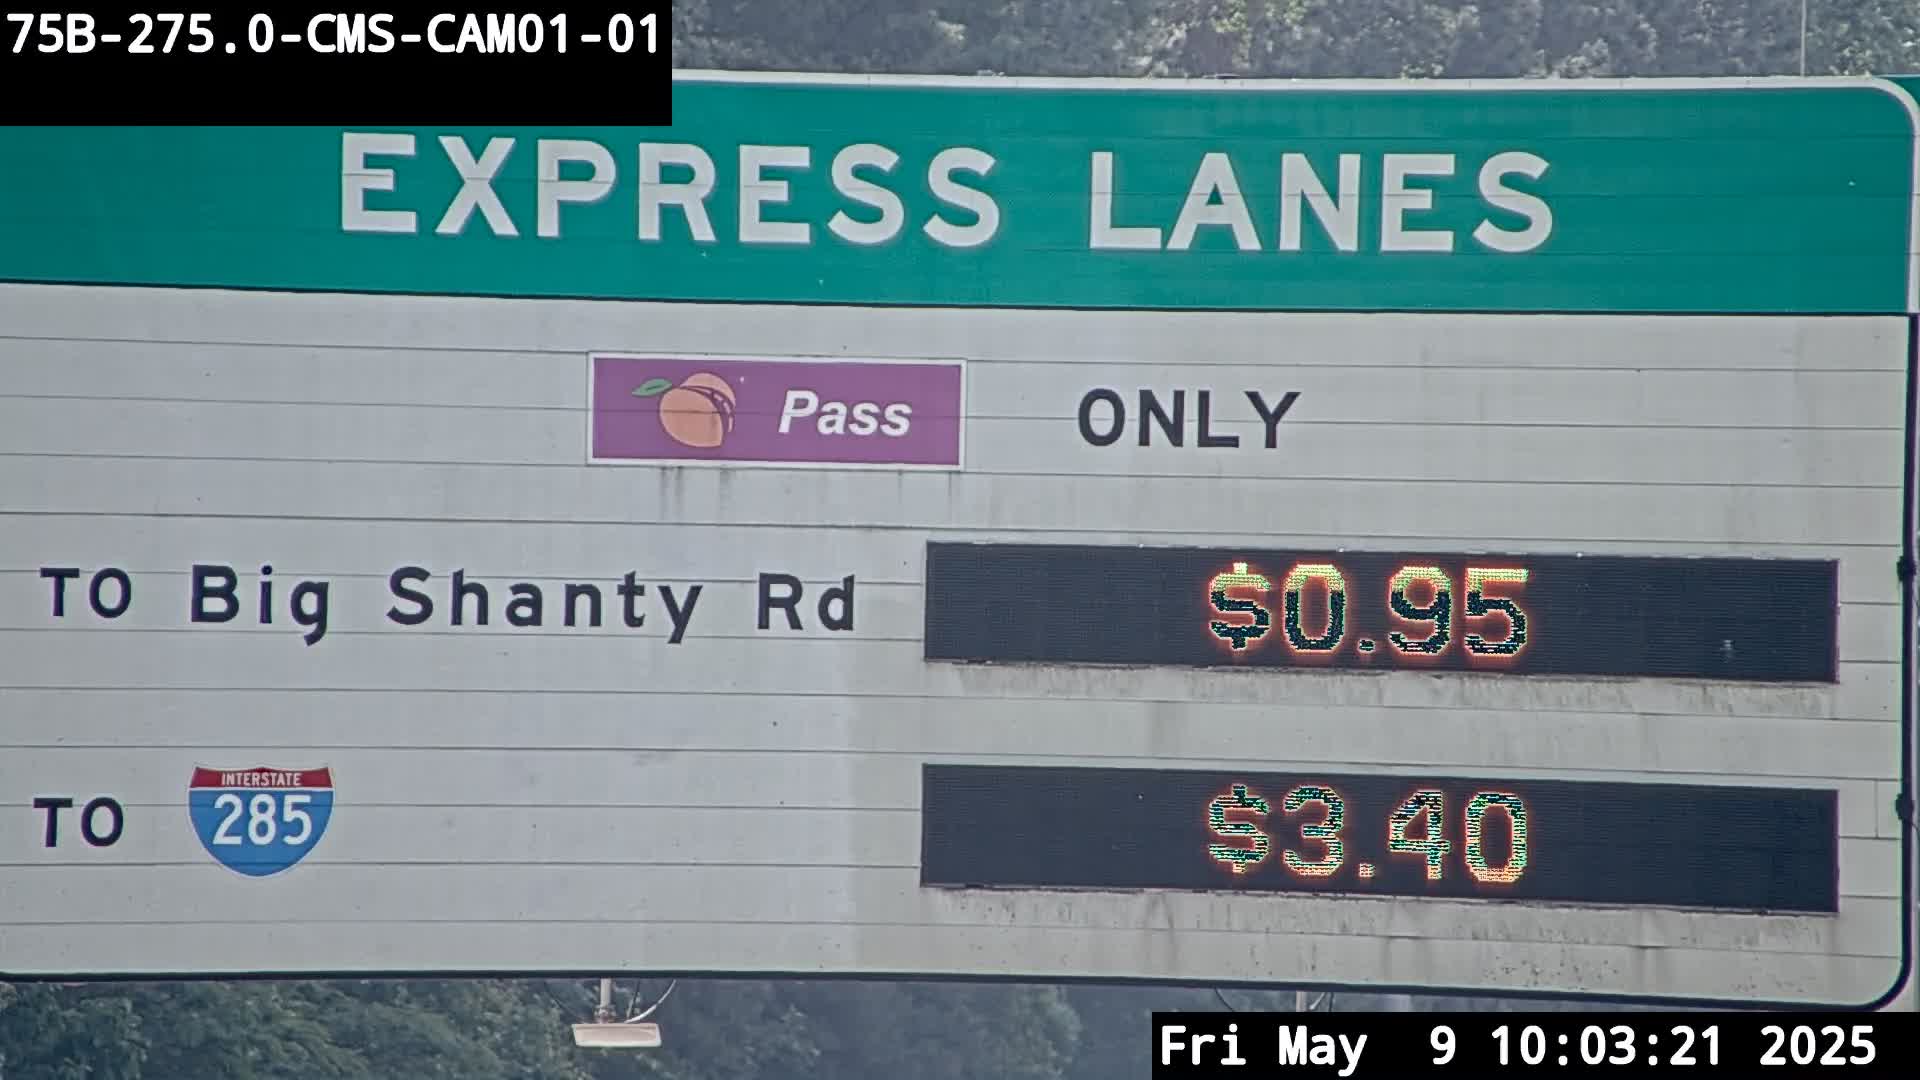 75B-275.0-CMS-CAM01-01
EXPRESS LANES
Pass ONLY
TO Big Shanty Rd $0.95
INTERSTATE
TO 285 $3.40
Fri May 9 10:03:21 2025